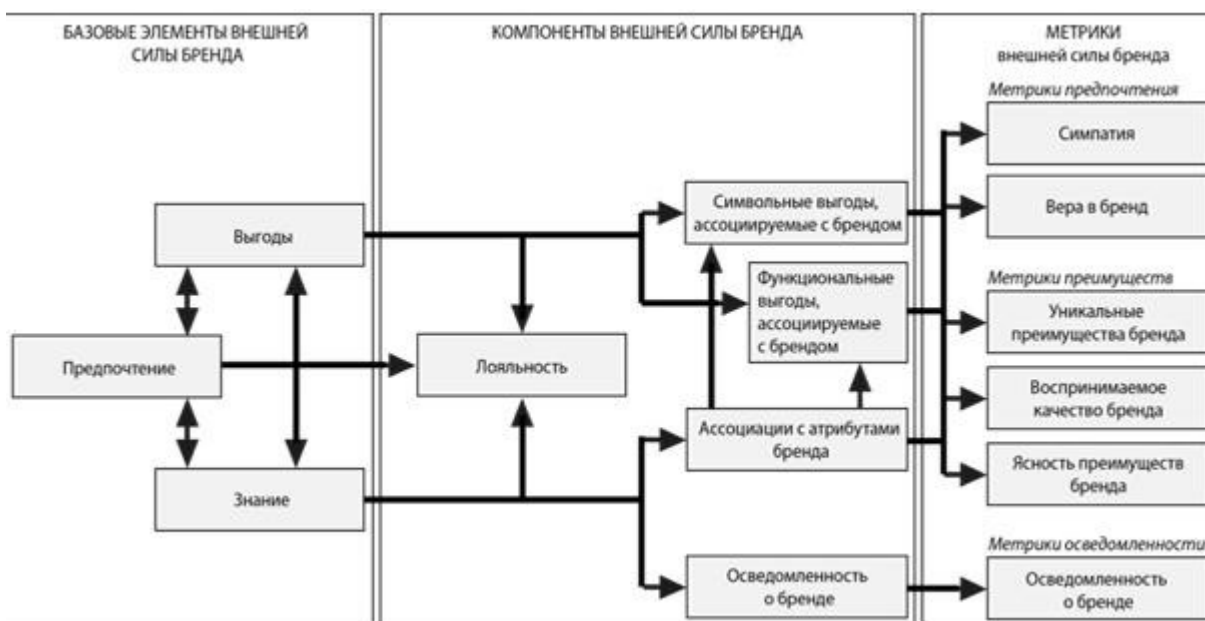 БАЗОВЫЕ ЭЛЕМЕНТЫ ВНЕШНЕЙ
СИЛЫ БРЕНДА
Выгоды
Предпочтение
Знание
КОМПОНЕНТЫ ВНЕШНЕЙ СИЛЫ БРЕНДА
Лояльность
Символьные выгоды,
ассоциируемые с брендом
Функциональные
выгоды,
ассоциируемые
с брендом
Ассоциации с атрибутами
бренда
Осведомленность
о бренде
МЕТРИКИ
внешней силы бренда
Метрики предпочтения
Симпатия
Вера в бренд
Метрики преимуществ
Уникальные
преимущества бренда
Воспринимаемое
качество бренда
Ясность преимуществ
бренда
Метрики осведомленности
Осведомленность
о бренде